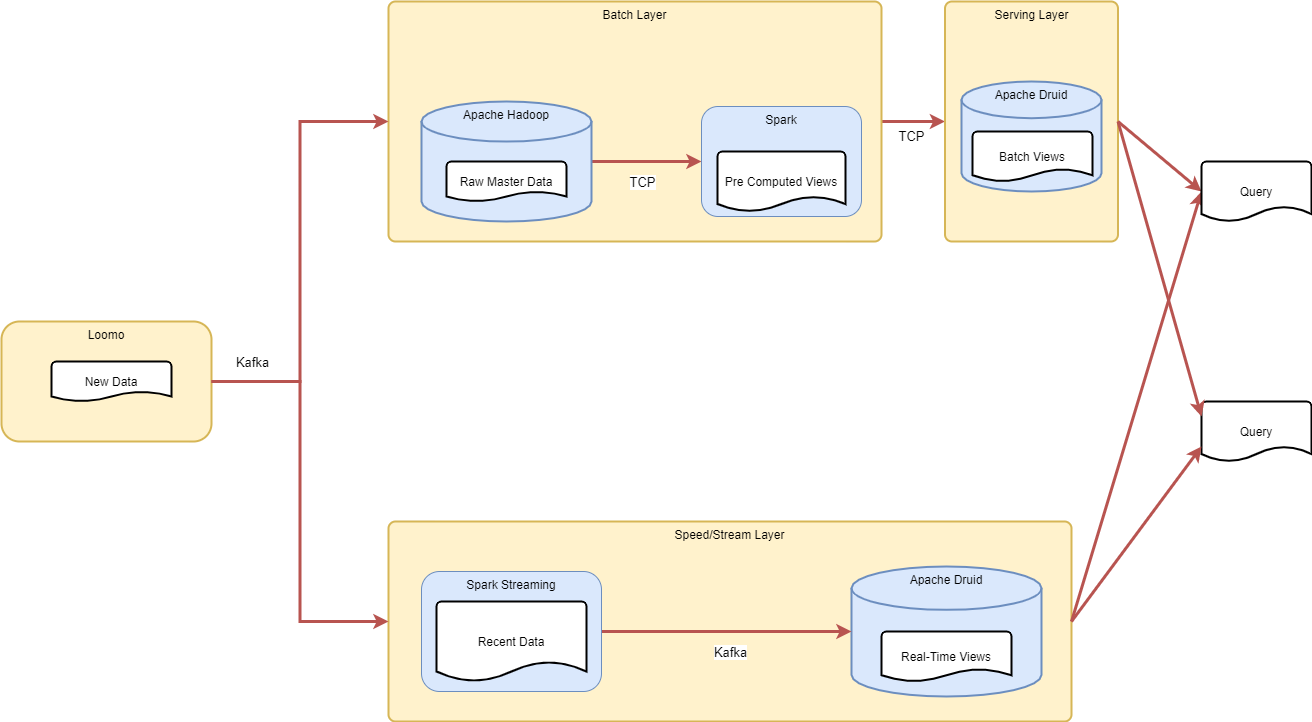 Batch Layer
Serving Layer
Apache Hadoop
Raw Master Data
TCP
Spark
Pre Computed Views
TCP
Apache Druid
Batch Views
Query
Loomo
New Data
Kafka
Query
Speed/Stream Layer
Spark Streaming
Recent Data
Kafka
Apache Druid
Real-Time Views